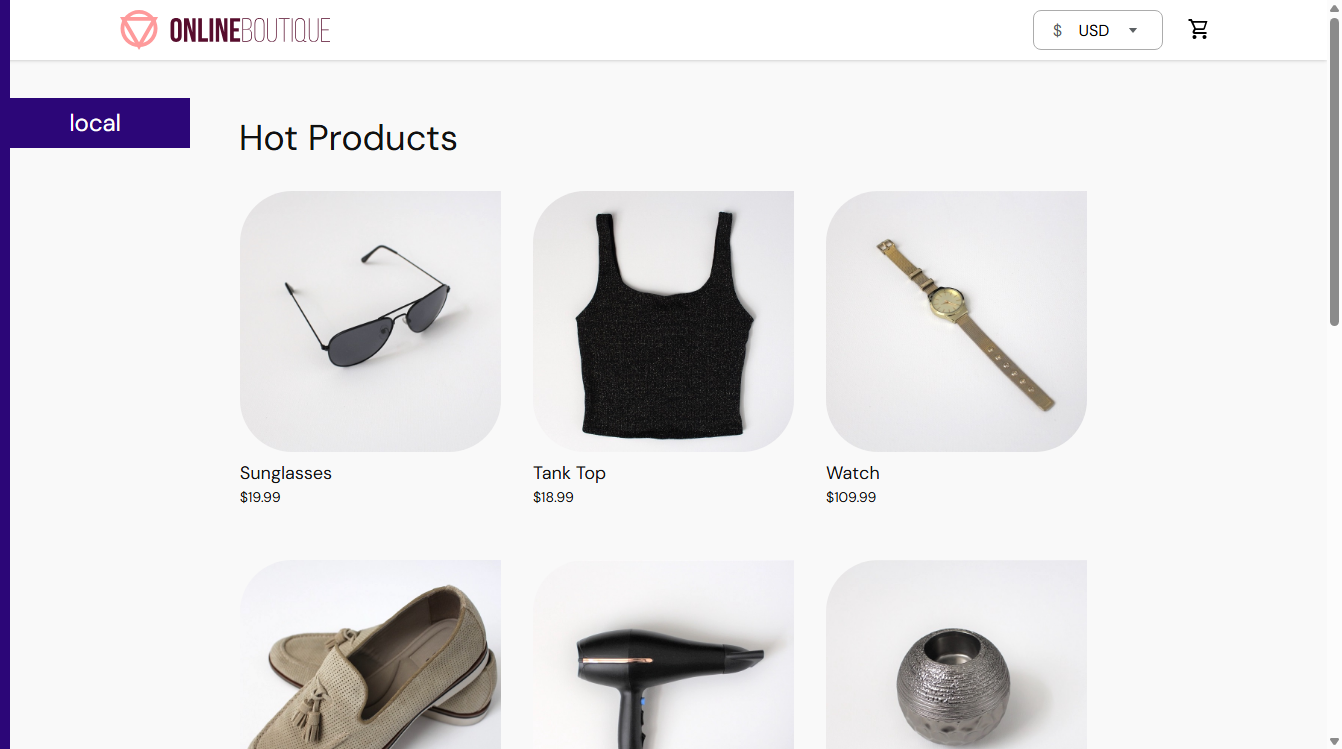 ONLINEBOUTIQUE
$ USD
local
Hot Products
Sunglasses
$19.99
Tank Top
$18.99
Watch
$109.99